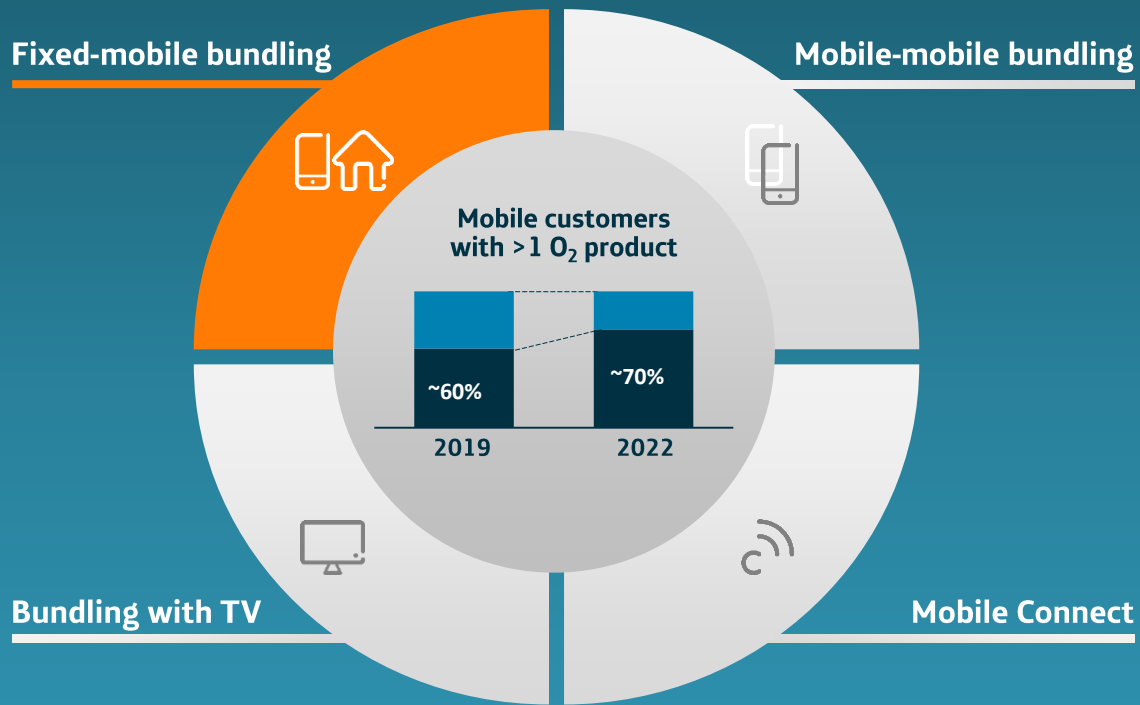 Fixed-mobile bundling
Mobile-mobile bundling
Mobile customers
with >1 O₂ product
~60%
~70%
2019
2022
Bundling with TV
Mobile Connect